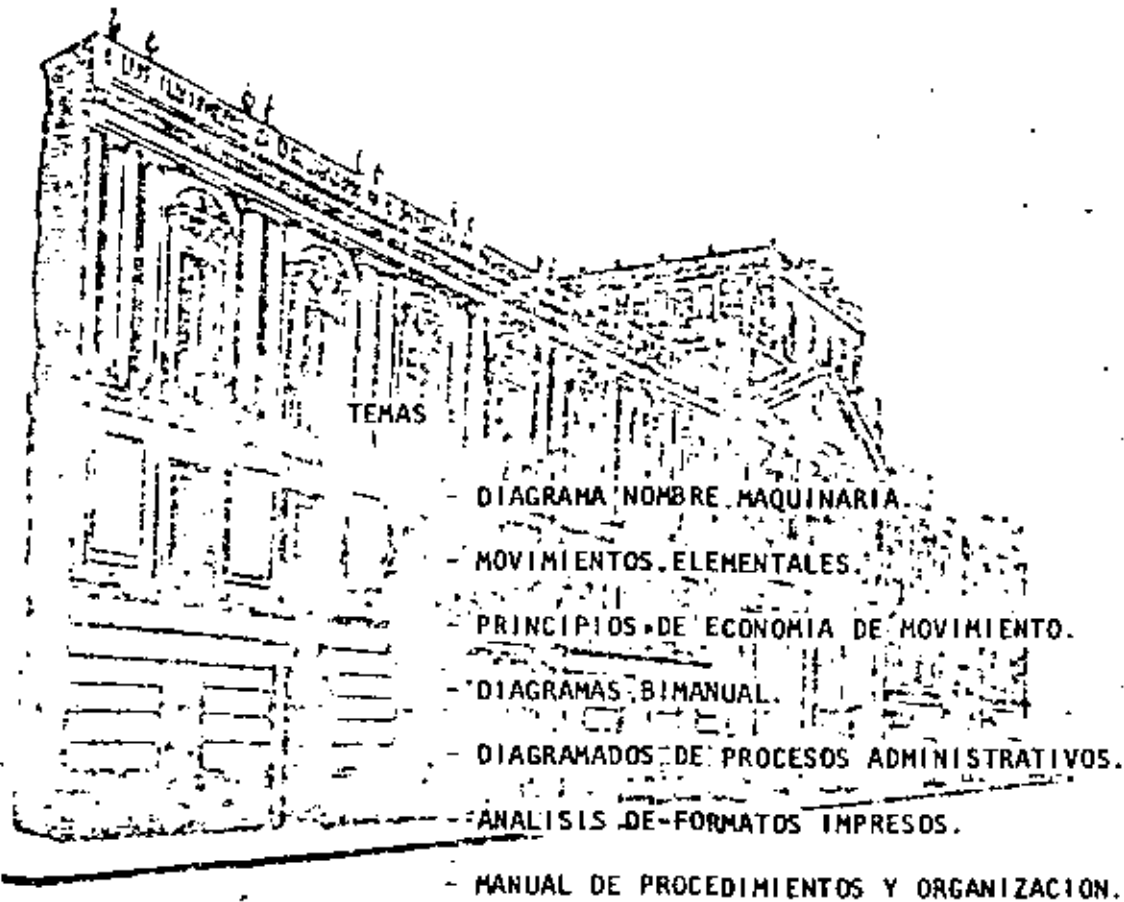 TEMAS
- DIAGRAMA NOMBRE MAQUINARIA.
- MOVIMIENTOS ELEMENTALES.
- PRINCIPIOS DE ECONOMIA DE MOVIMIENTO.
- DIAGRAMAS BIMANUAL.
- DIAGRAMADOS DE PROCESOS ADMINISTRATIVOS.
- ANALISIS DE FORMATOS IMPRESOS.
- MANUAL DE PROCEDIMIENTOS Y ORGANIZACION.